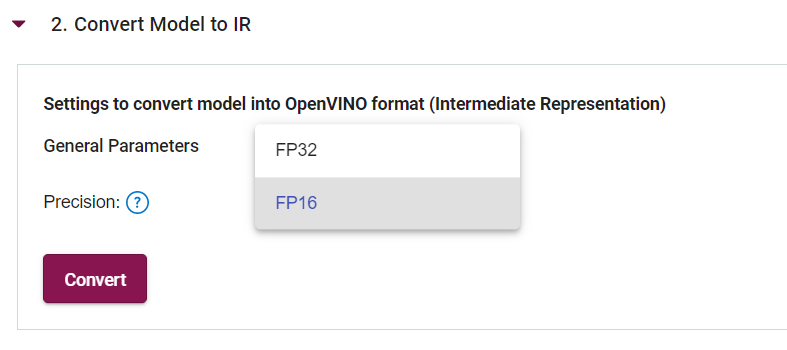 2. Convert Model to IR
Settings to convert model into OpenVINO format (Intermediate Representation)
General Parameters
FP32
Precision: ?
FP16
Convert